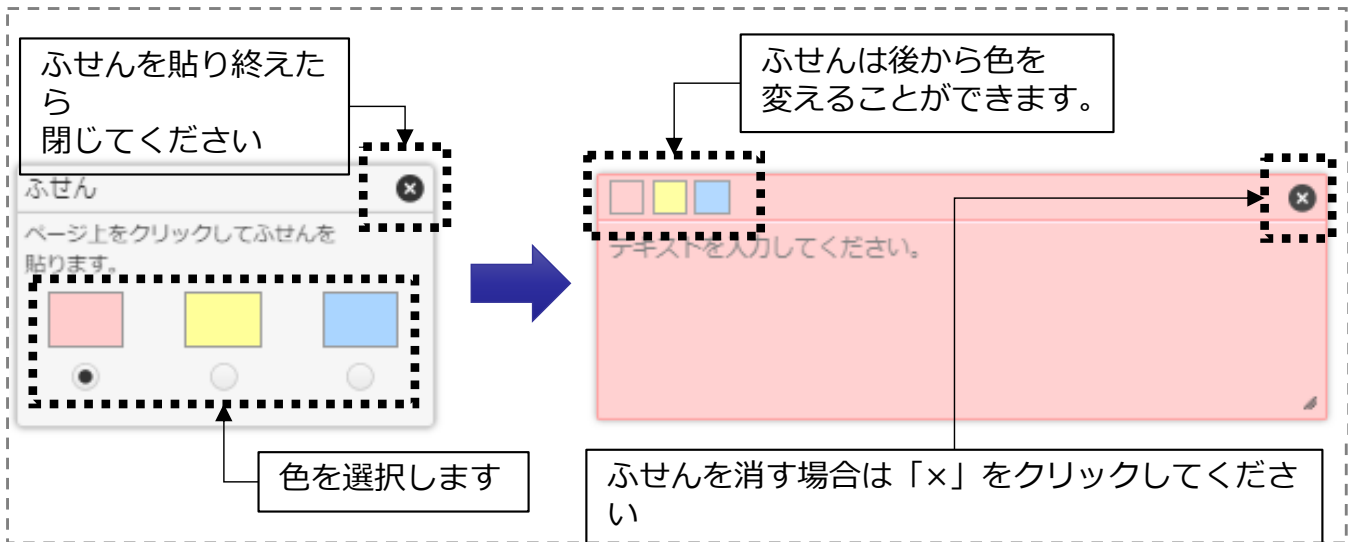 ふせんを貼り終えた
ら
閉じてください
ふせん
ページ上をクリックしてふせんを
貼ります。
色を選択します
ふせんは後から色を
変えることができます。
テキストを入力してください。
ふせんを消す場合は「×」をクリックしてくださ
い